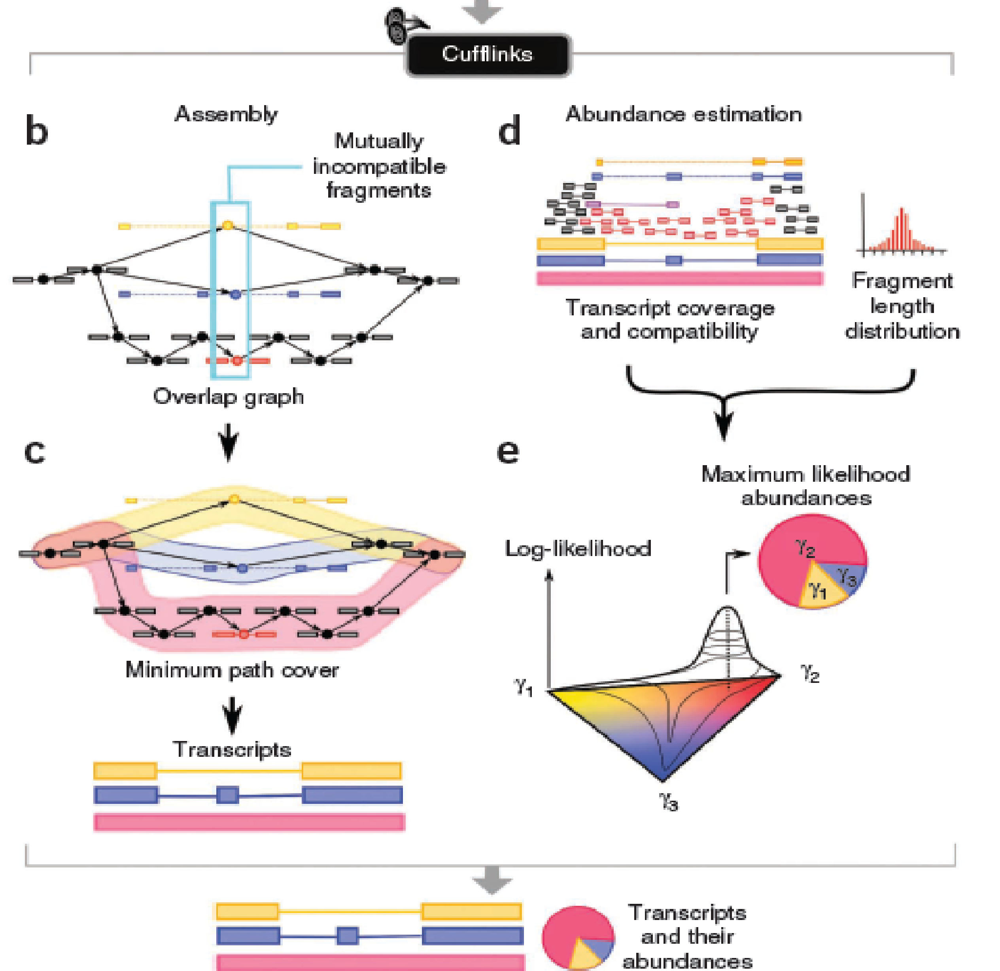 Cufflinks
b
Assembly
Mutually
incompatible
fragments
Overlap graph
c
Minimum path cover
Transcripts
d
Abundance estimation
Transcript coverage
and compatibility
Fragment
length
distribution
e
Maximum likelihood
abundances
γ2
γ3
γ1
Log-likelihood
γ1
γ2
γ3
Transcripts
and their
abundances